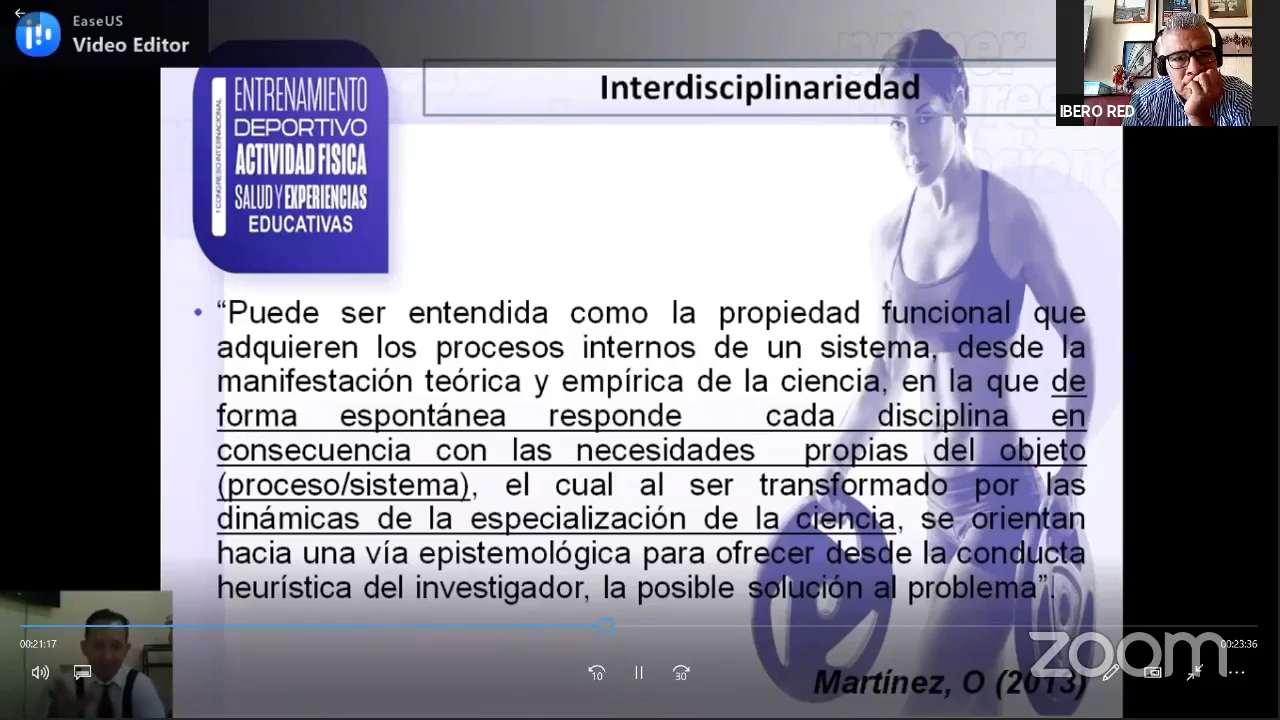 EaseUS
Video Editor
IBERO RED
1 CONGRESO INTERNACIONAL
ENTRENAMIENTO
DEPORTIVO
ACTIVIDAD FISICA
SALUD Y EXPERIENCIAS
EDUCATIVAS
Interdisciplinariedad
• “Puede ser entendida como la propiedad funcional que
adquieren los procesos internos de un sistema, desde la
manifestación teórica y empírica de la ciencia, en la que de
forma espontánea responde cada disciplina en
consecuencia con las necesidades propias del objeto
(proceso/sistema), el cual al ser transformado por las
dinámicas de la especialización de la ciencia, se orientan
hacia una vía epistemológica para ofrecer desde la conducta
heurística del investigador, la posible solución al problema”.
Martínez, O (2013)
00:21:17
00:23:36
10
30
zoom